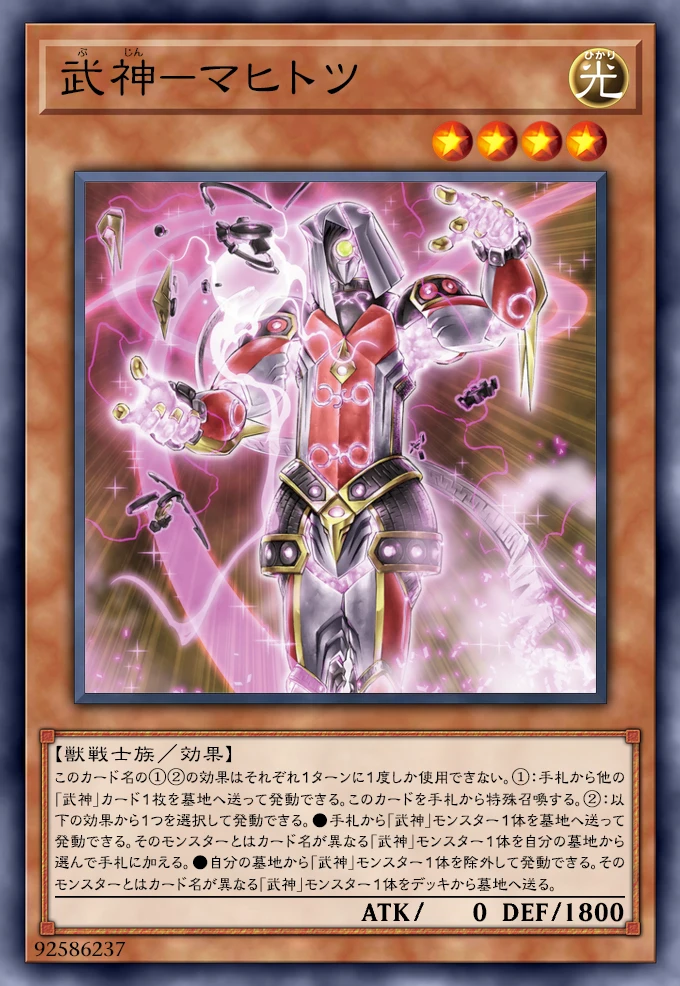 武神－マヒトツ
ぶ じん
光
ひかり
【獣戦士族／効果】
このカード名の①②の効果はそれぞれ１ターンに１度しか使用できない。①：手札から他の
「武神」カード１枚を墓地へ送って発動できる。このカードを手札から特殊召喚する。②：以
下の効果から１つを選択して発動できる。●手札から「武神」モンスター１体を墓地へ送って
発動できる。そのモンスターとはカード名が異なる「武神」モンスター１体を自分の墓地から
選んで手札に加える。●自分の墓地から「武神」モンスター１体を除外して発動できる。その
モンスターとはカード名が異なる「武神」モンスター１体をデッキから墓地へ送る。
ATK/ 0 DEF/1800
92586237